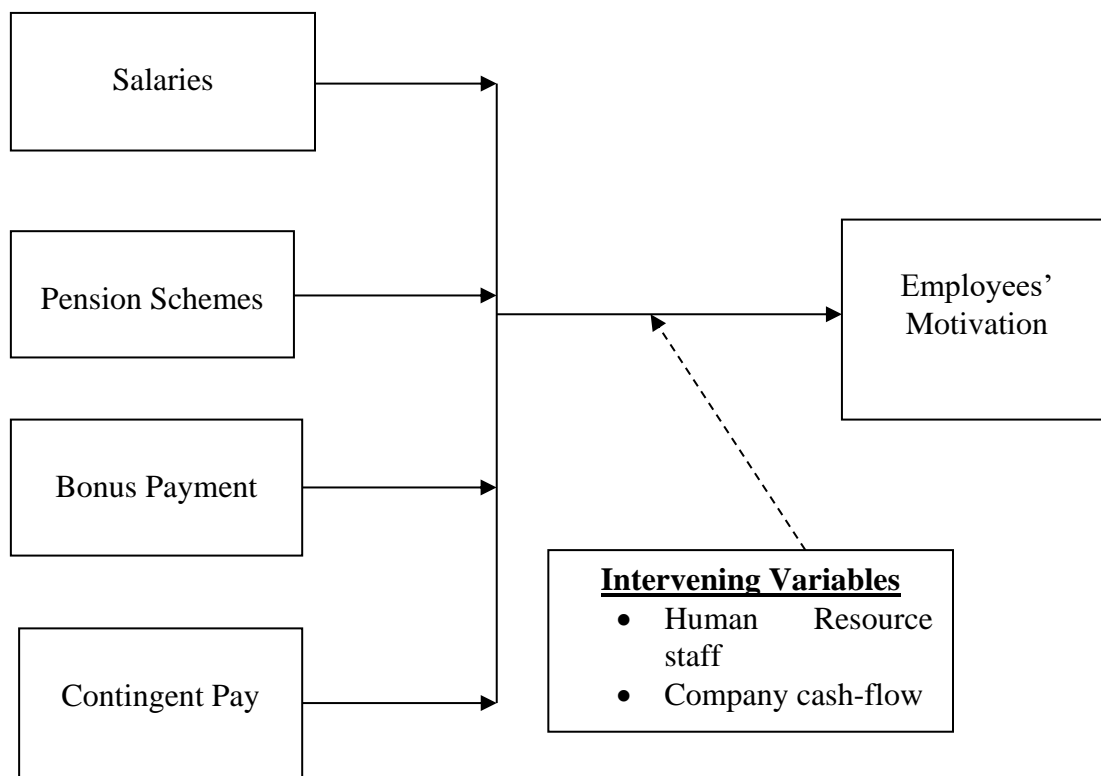 Salaries
Pension Schemes
Employees’
Motivation
Bonus Payment
Intervening Variables
• Human Resource
staff
• Company cash-flow
Contingent Pay